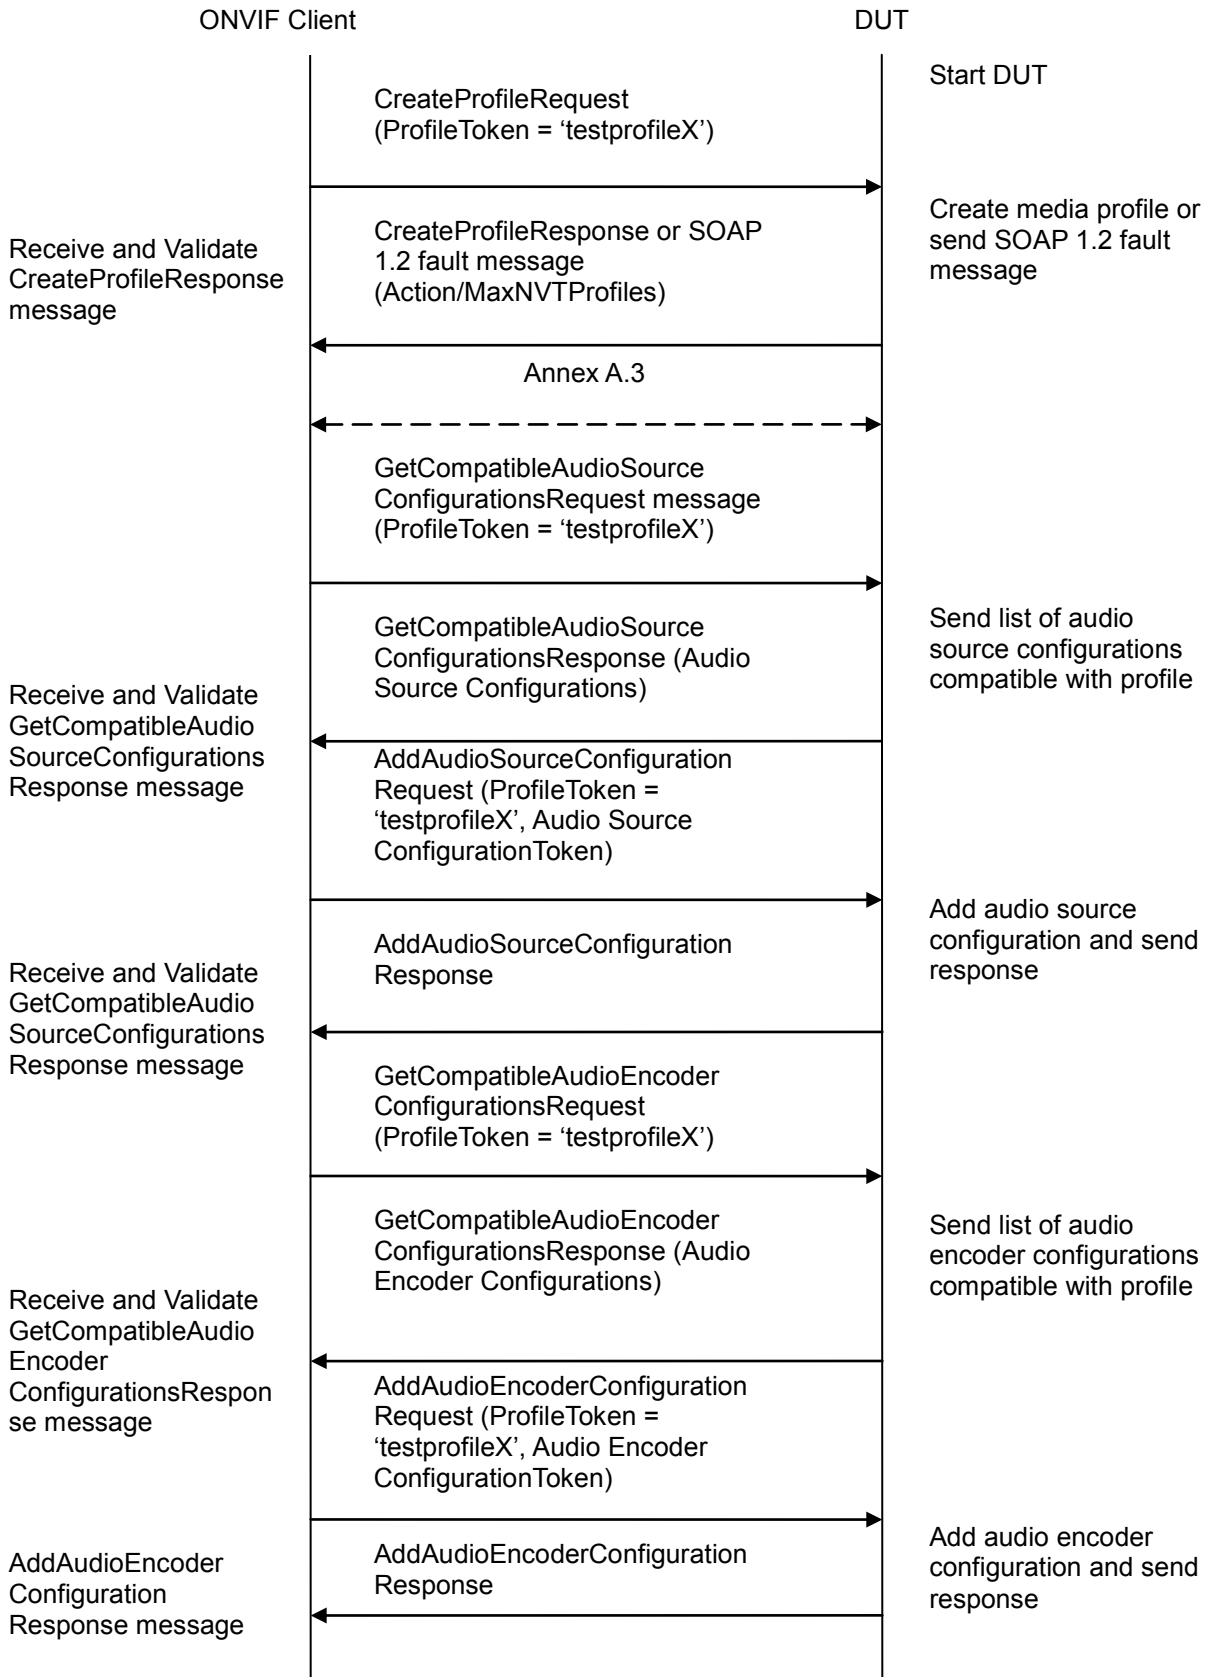 ONVIF Client
DUT
Start DUT
CreateProfileRequest
(ProfileToken = ‘testprofileX’)
Create media profile or
send SOAP 1.2 fault
message
CreateProfileResponse or SOAP
1.2 fault message
(Action/MaxNVTProfiles)
Receive and Validate
CreateProfileResponse
message
Annex A.3
GetCompatibleAudioSource
ConfigurationsRequest message
(ProfileToken = ‘testprofileX’)
Send list of audio
source configurations
compatible with profile
GetCompatibleAudioSource
ConfigurationsResponse (Audio
Source Configurations)
Receive and Validate
GetCompatibleAudio
SourceConfigurations
Response message
AddAudioSourceConfiguration
Request (ProfileToken =
‘testprofileX’, Audio Source
ConfigurationToken)
Add audio source
configuration and send
response
AddAudioSourceConfiguration
Response
Receive and Validate
GetCompatibleAudio
SourceConfigurations
Response message
GetCompatibleAudioEncoder
ConfigurationsRequest
(ProfileToken = ‘testprofileX’)
Send list of audio
encoder configurations
compatible with profile
GetCompatibleAudioEncoder
ConfigurationsResponse (Audio
Encoder Configurations)
Receive and Validate
GetCompatibleAudio
Encoder
ConfigurationsRespon
se message
AddAudioEncoderConfiguration
Request (ProfileToken =
‘testprofileX’, Audio Encoder
ConfigurationToken)
Add audio encoder
configuration and send
response
AddAudioEncoderConfiguration
Response
AddAudioEncoder
Configuration
Response message